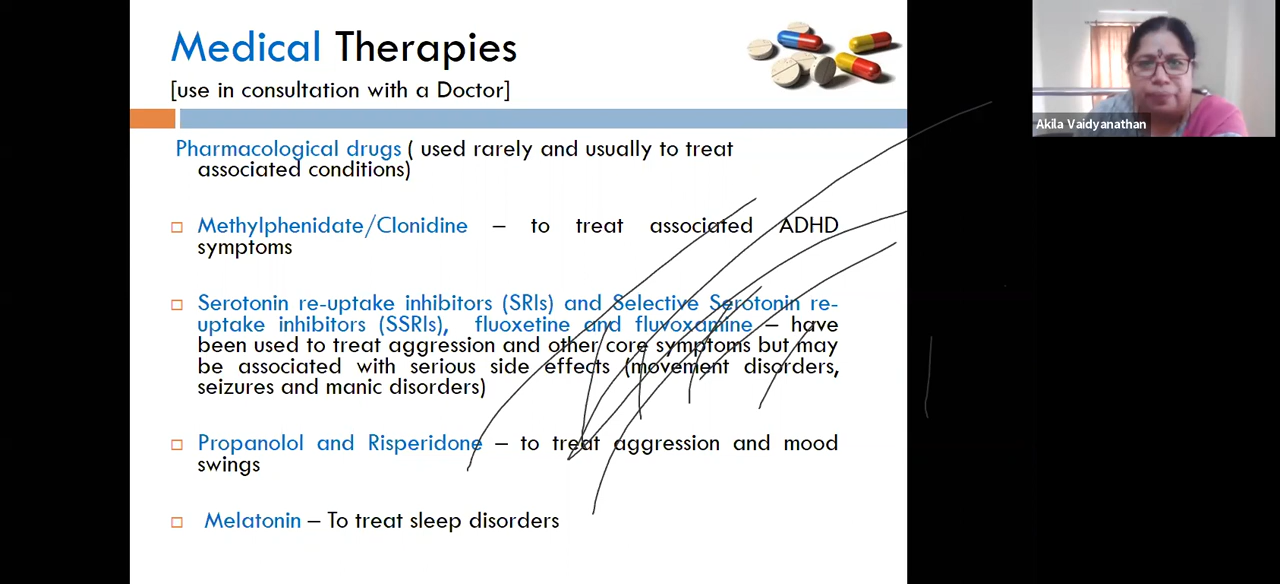 Medical Therapies
[use in consultation with a Doctor]
Akila Vaidyanathan
Pharmacological drugs ( used rarely and usually to treat
associated conditions)
Methylphenidate/Clonidine – to treat associated ADHD
symptoms
Serotonin re-uptake inhibitors (SRIs) and Selective Serotonin re-
uptake inhibitors (SSRIs), fluoxetine and fluvoxamine – have
been used to treat aggression and other core symptoms but may
be associated with serious side effects (movement disorders,
seizures and manic disorders)
Propanolol and Risperidone – to treat aggression and mood
swings
Melatonin – To treat sleep disorders